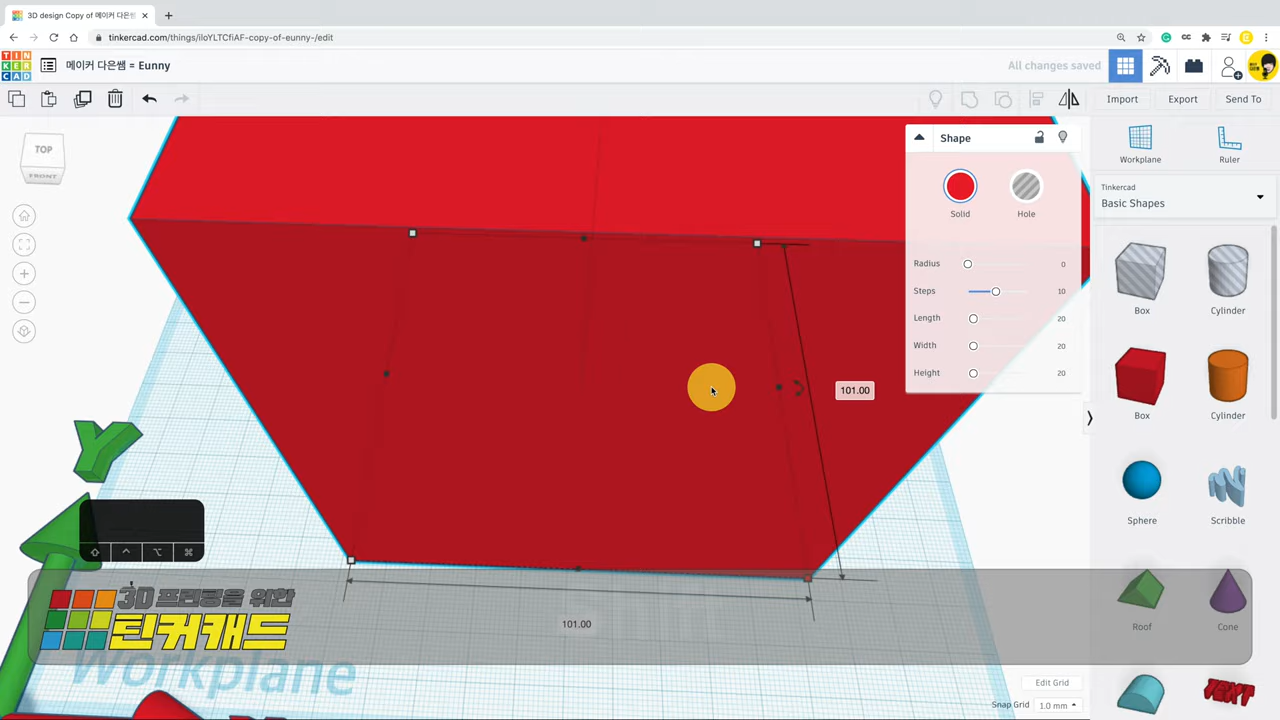 3D design Copy of 메이커 다은쌤
tinkercad.com/things/iloYLTCfiAF-copy-of-eunny-/edit
CC
TIN
KER
CAD
메이커 다은쌤 = Eunny
All changes saved
Import
Export
Send To
TOP
FRONT
Shape
Solid
Hole
Radius
0
Steps
10
Length
20
Width
20
Height
20
Workplane
Ruler
Tinkercad
Basic Shapes
Box
Cylinder
Box
Cylinder
Sphere
Scribble
Roof
Cone
TEXT
101.00
101.00
Y
3D 프린팅을 위한
틴커캐드
Workplane
Edit Grid
Snap Grid
1.0 mm